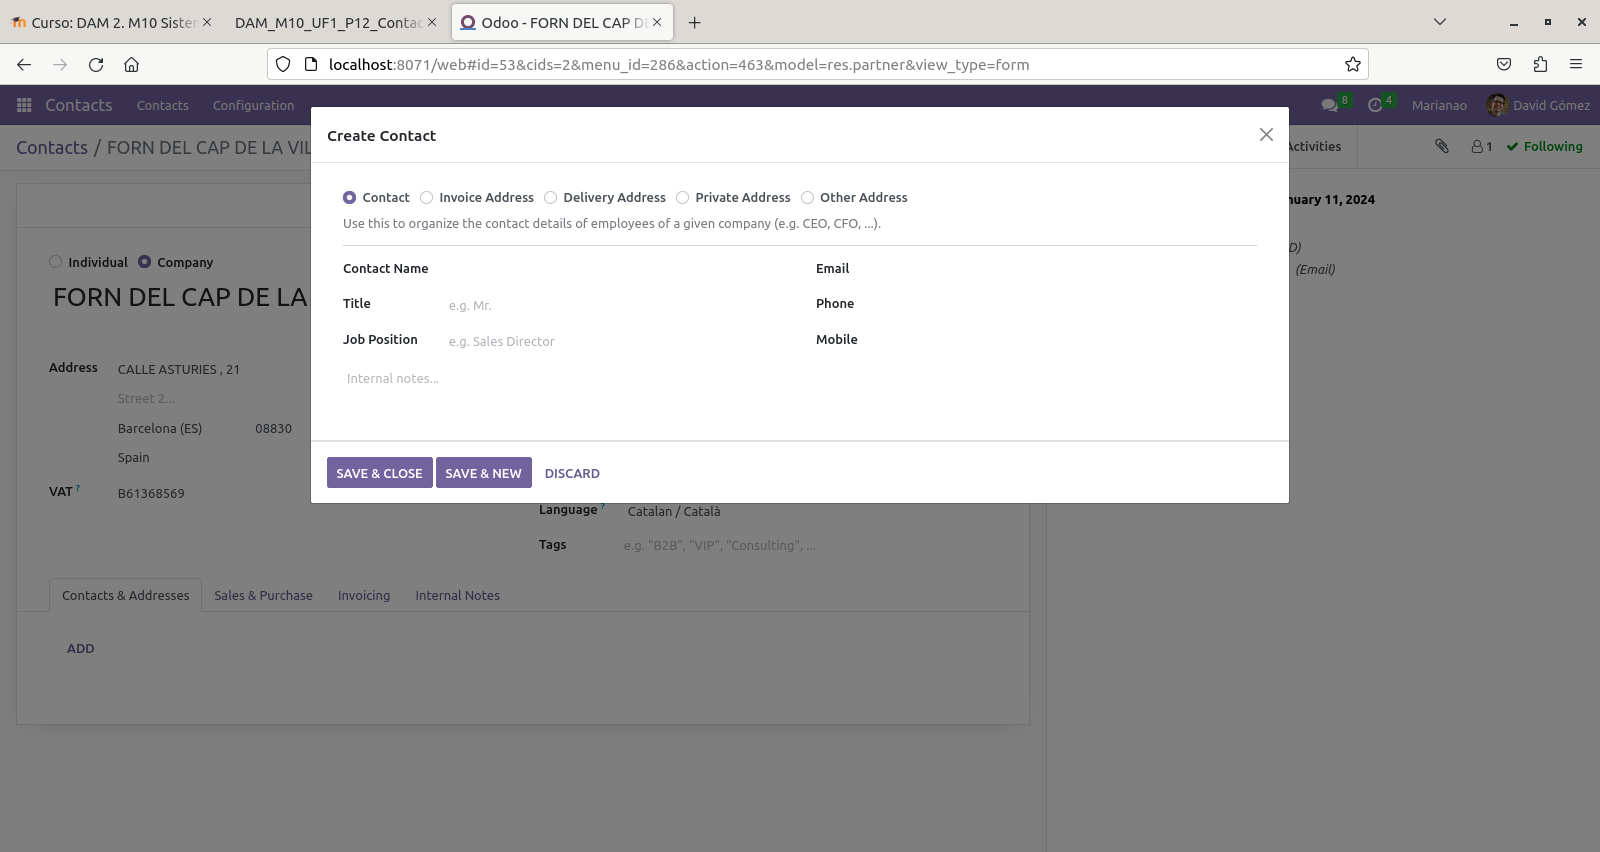 Curso: DAM 2. M10 Sister
DAM_M10_UF1_P12_Contac
Odoo - FORN DEL CAP DE
localhost:8071/web#id=53&cids=2&menu_id=286&action=463&model=res.partner&view_type=form
Contacts Contacts Configuration 8 4 Marianao David Gómez
Contacts / FORN DEL CAP DE LA VIL
Activities 1 Following
Create Contact
Contact Invoice Address Delivery Address Private Address Other Address
Use this to organize the contact details of employees of a given company (e.g. CEO, CFO, ...).
Contact Name
Title e.g. Mr.
Job Position e.g. Sales Director
Internal notes...
Email
Phone
Mobile
SAVE & CLOSE SAVE & NEW DISCARD
nuary 11, 2024
D)
(Email)
Individual Company
FORN DEL CAP DE LA
Address CALLE ASTURIES , 21
Street 2...
Barcelona (ES) 08830
Spain
VAT ? B61368569
Language ? Catalan / Català
Tags e.g. "B2B", "VIP", "Consulting", ...
Contacts & Addresses Sales & Purchase Invoicing Internal Notes
ADD